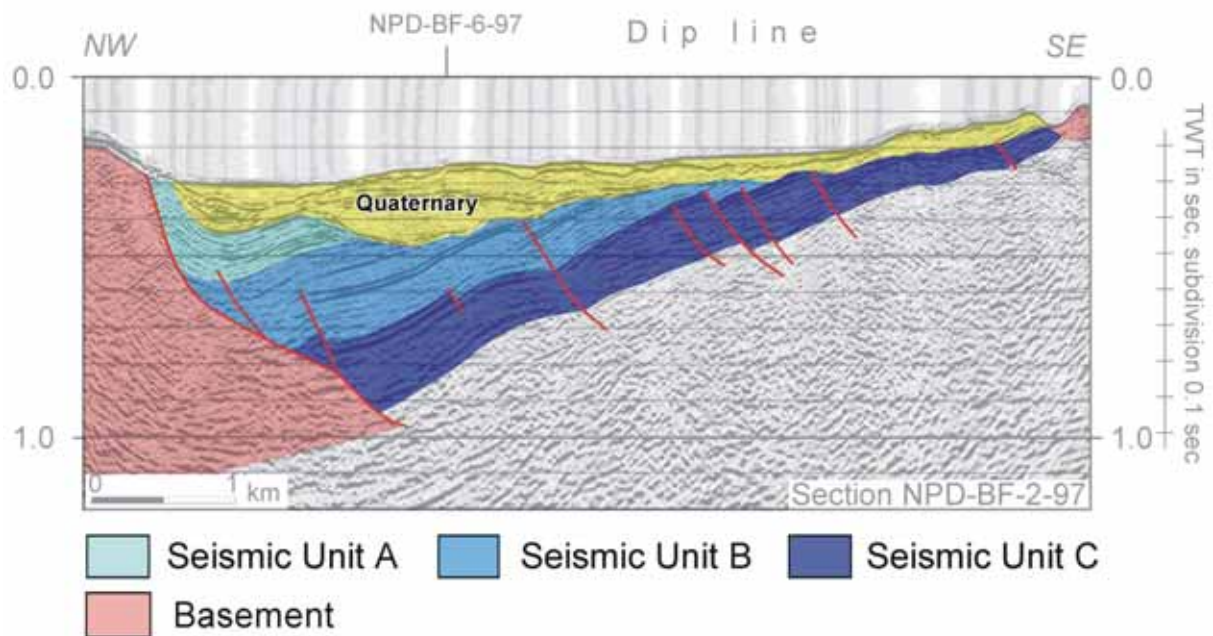 NPD-BF-6-97
Dip line
NW
SE
0.0
0.0
Quaternary
TWT in sec, subdivision 0.1 sec
1.0
1.0
0 1 km
Section NPD-BF-2-97
Seismic Unit A
Seismic Unit B
Seismic Unit C
Basement